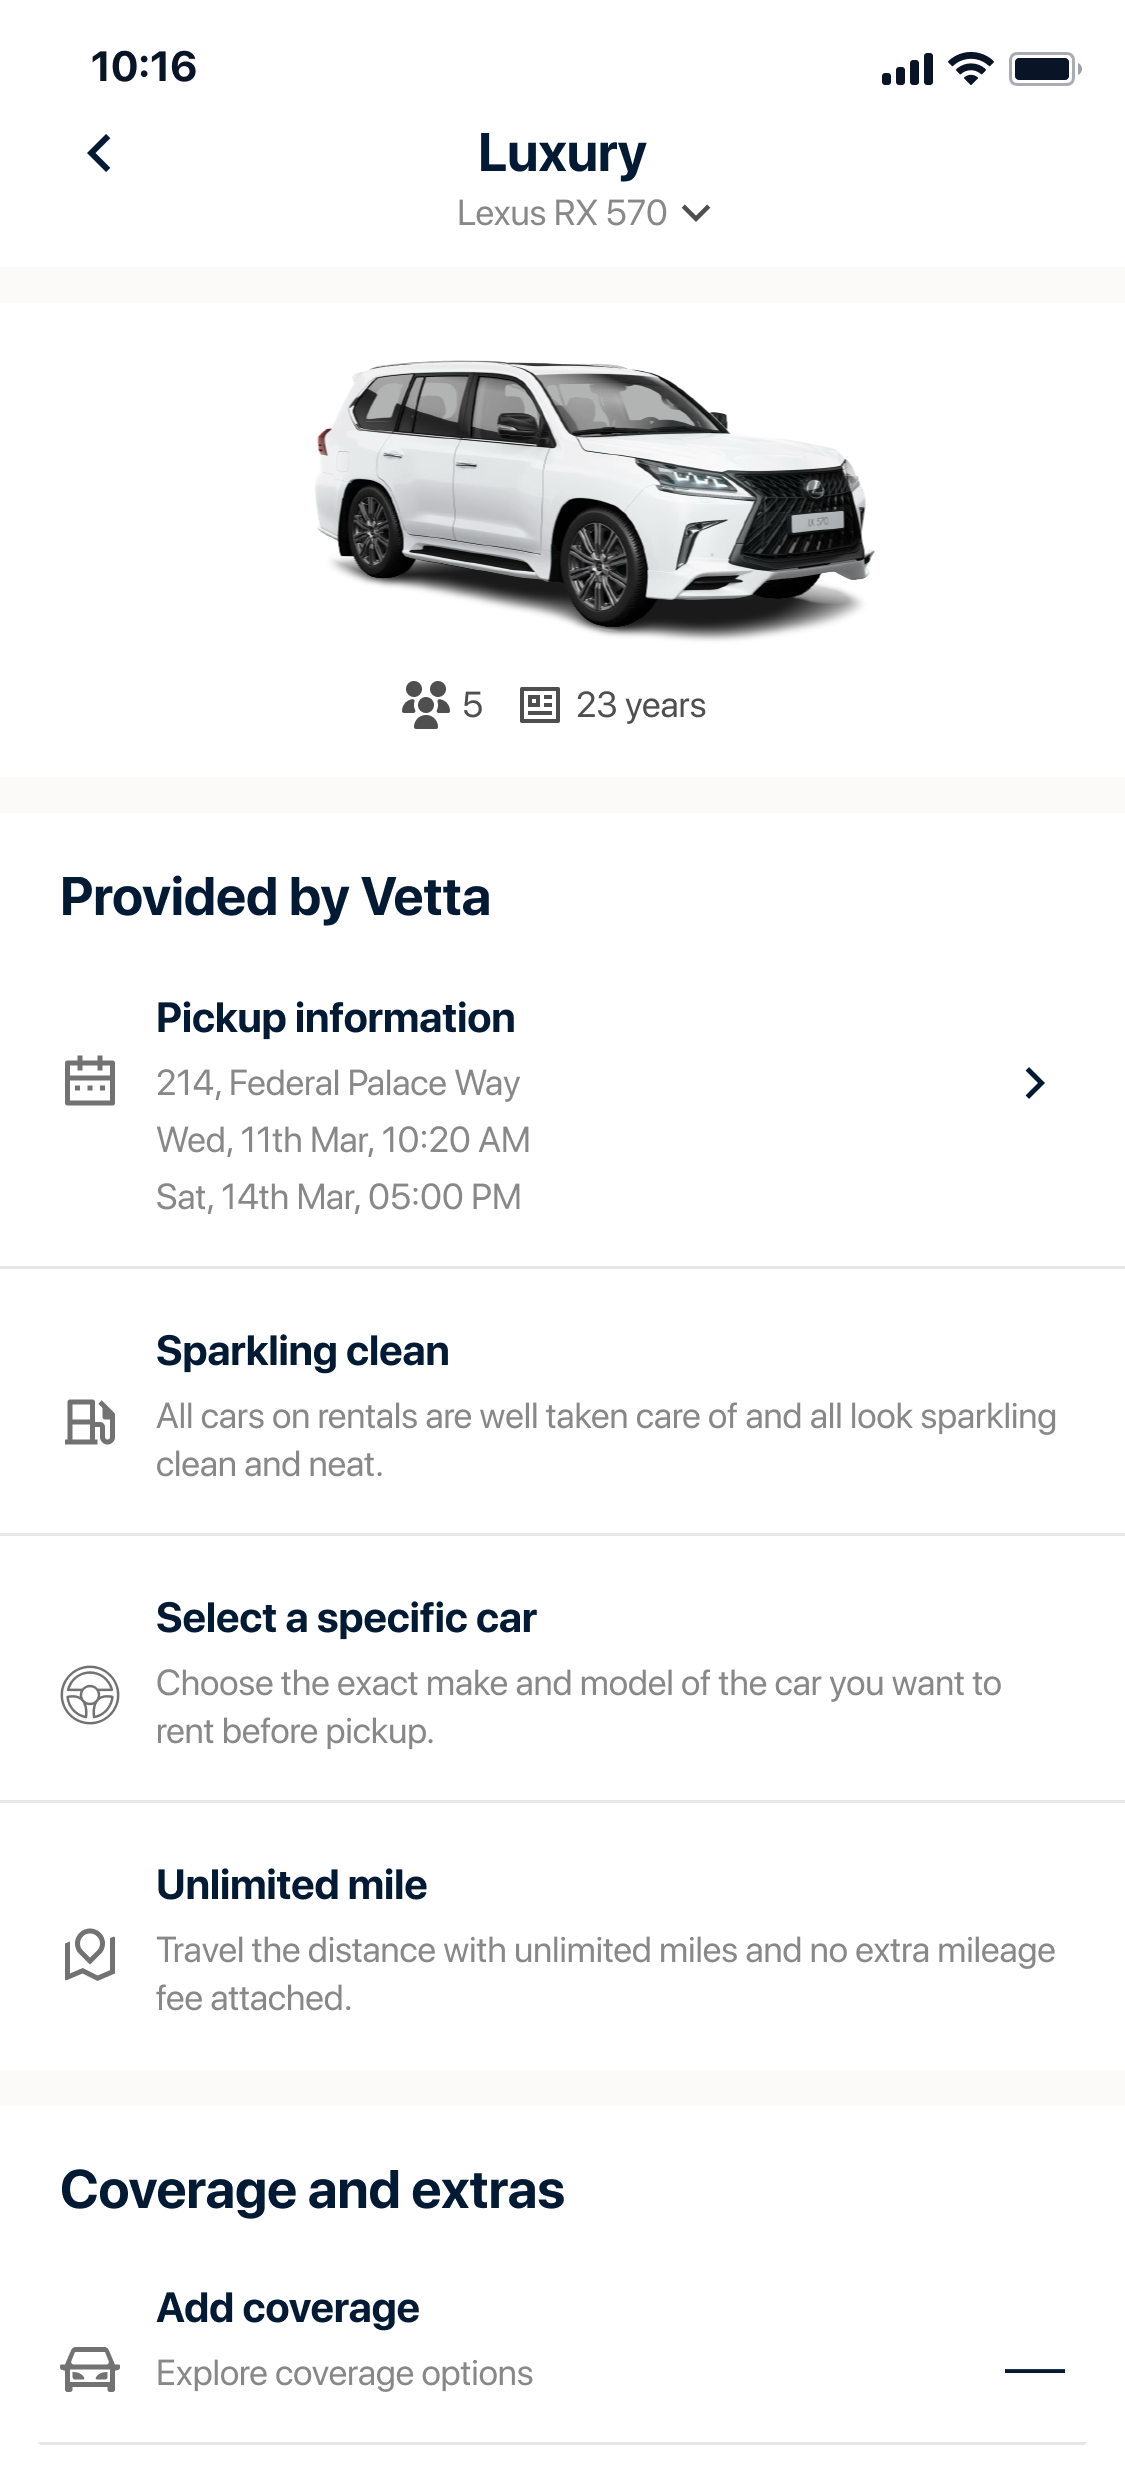 10:16
Luxury
Lexus RX 570
LX 570
5
23 years
Provided by Vetta
Pickup information
214, Federal Palace Way
Wed, 11th Mar, 10:20 AM
Sat, 14th Mar, 05:00 PM
Sparkling clean
All cars on rentals are well taken care of and all look sparkling
clean and neat.
Select a specific car
Choose the exact make and model of the car you want to
rent before pickup.
Unlimited mile
Travel the distance with unlimited miles and no extra mileage
fee attached.
Coverage and extras
Add coverage
Explore coverage options